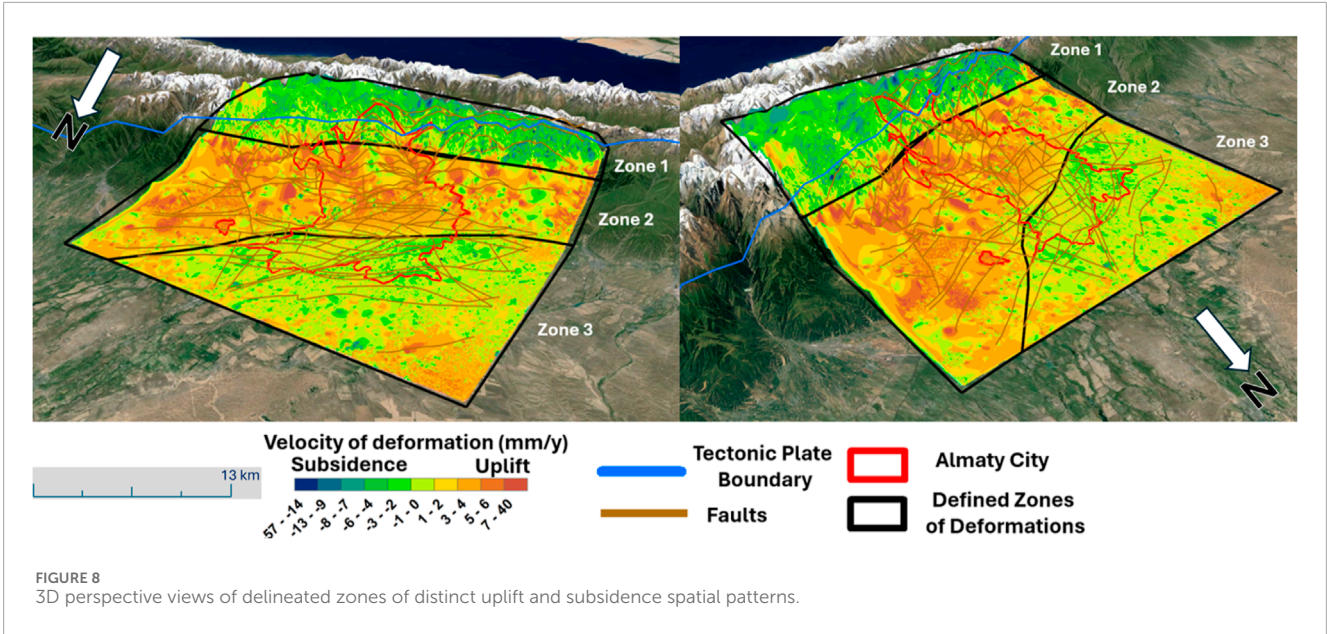 N
Zone 1
Zone 2
Zone 3
Zone 1
Zone 2
Zone 3
N
13 km
Velocity of deformation (mm/y)
Subsidence Uplift
57 - -14
-13 - -9
-8 - -7
-6 - -4
-3 - -2
-1 - 0
1 - 2
3 - 4
5 - 6
7 - 40
Tectonic Plate
Boundary
Faults
Almaty City
Defined Zones
of Deformations
FIGURE 8
3D perspective views of delineated zones of distinct uplift and subsidence spatial patterns.